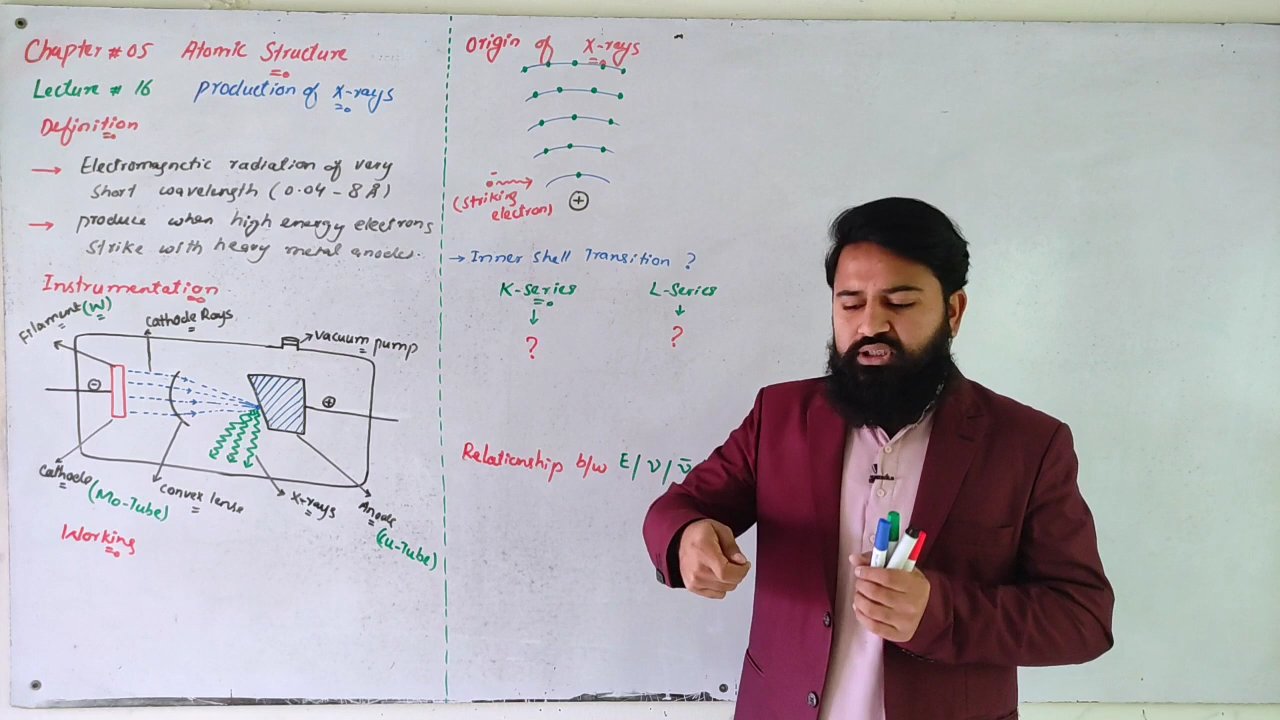 Chapter # 05 Atomic Structure
Lecture # 16 production of X-rays
Definition
→ Electromagnetic radiation of very
short wavelength (0.04 - 8 Å)
→ produce when high energy electrons
strike with heavy metal anodes.
Instrumentation
Filament (W)
Cathode Rays
vacuum pump
⊖
⊕
Cathode
(Mo-Tube)
Convex lense
X-rays
Anode
(Cu-Tube)
Working
Origin of X-rays
(striking
electron)
⊕
→ Inner shell Transition ?
K-series L-series
↓ ↓
? ?
Relationship b/w E / ν / ν̄